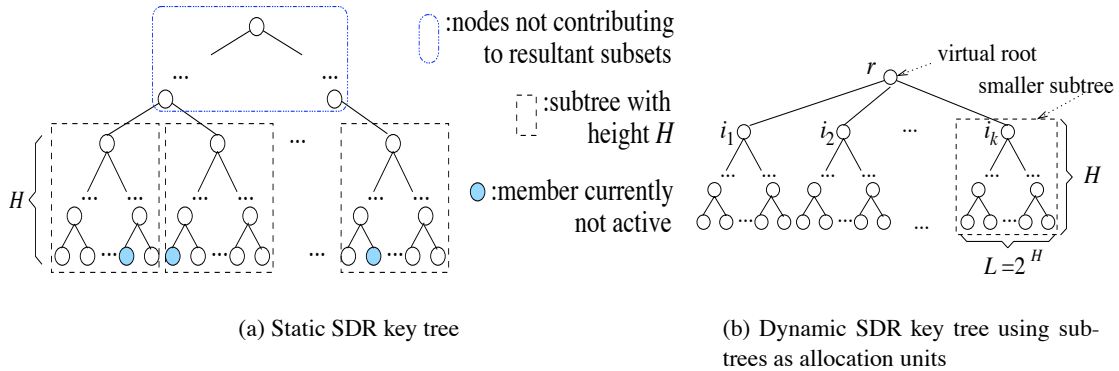 :nodes not contributing
to resultant subsets
...
...
:subtree with
height H
...
H
... ... ... ... ... ...
... ... ... ...
:member currently
not active
(a) Static SDR key tree
virtual root
r
smaller subtree
i1 i2 ... ik
H
... ... ... ... ... ...
... ... ... ...
L=2^H
(b) Dynamic SDR key tree using sub-
trees as allocation units